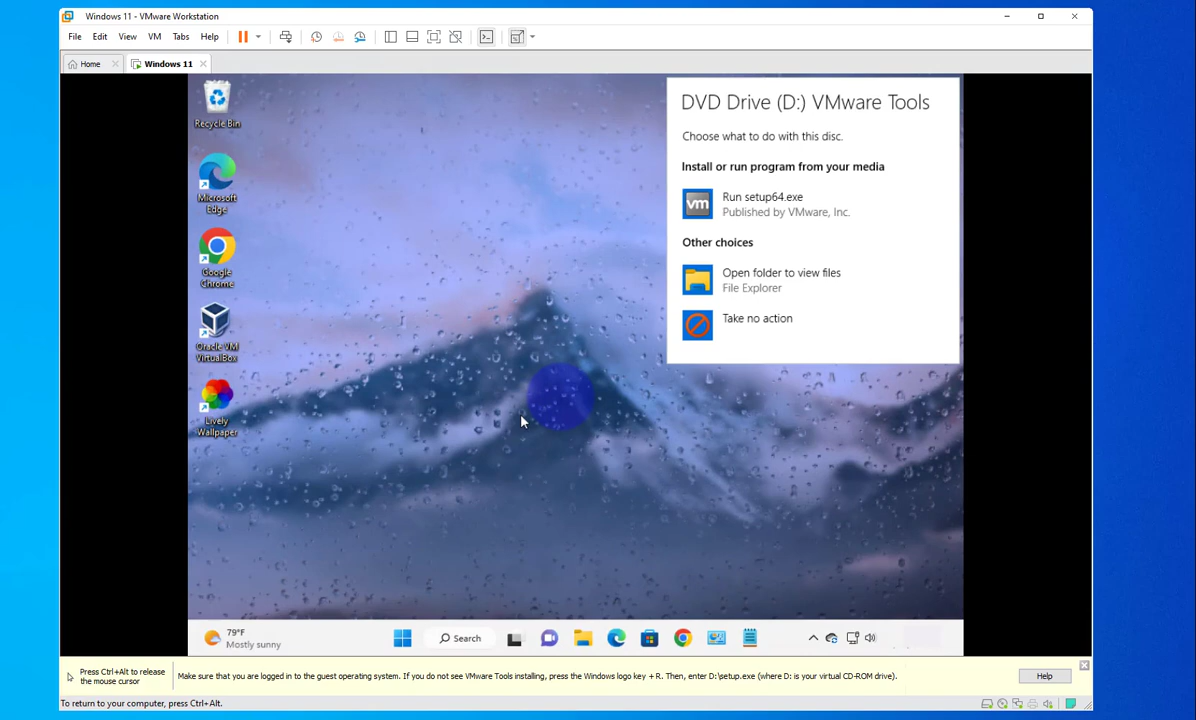 Windows 11 - VMware Workstation
File Edit View VM Tabs Help
Home Windows 11
Recycle Bin
Microsoft
Edge
Google
Chrome
Oracle VM
VirtualBox
Lively
Wallpaper
DVD Drive (D:) VMware Tools
Choose what to do with this disc.
Install or run program from your media
vm
Run setup64.exe
Published by VMware, Inc.
Other choices
Open folder to view files
File Explorer
Take no action
79°F
Mostly sunny
Search
Press Ctrl+Alt to release
the mouse cursor
Make sure that you are logged in to the guest operating system. If you do not see VMware Tools installing, press the Windows logo key + R. Then, enter D:\setup.exe (where D: is your virtual CD-ROM drive).
Help
To return to your computer, press Ctrl+Alt.